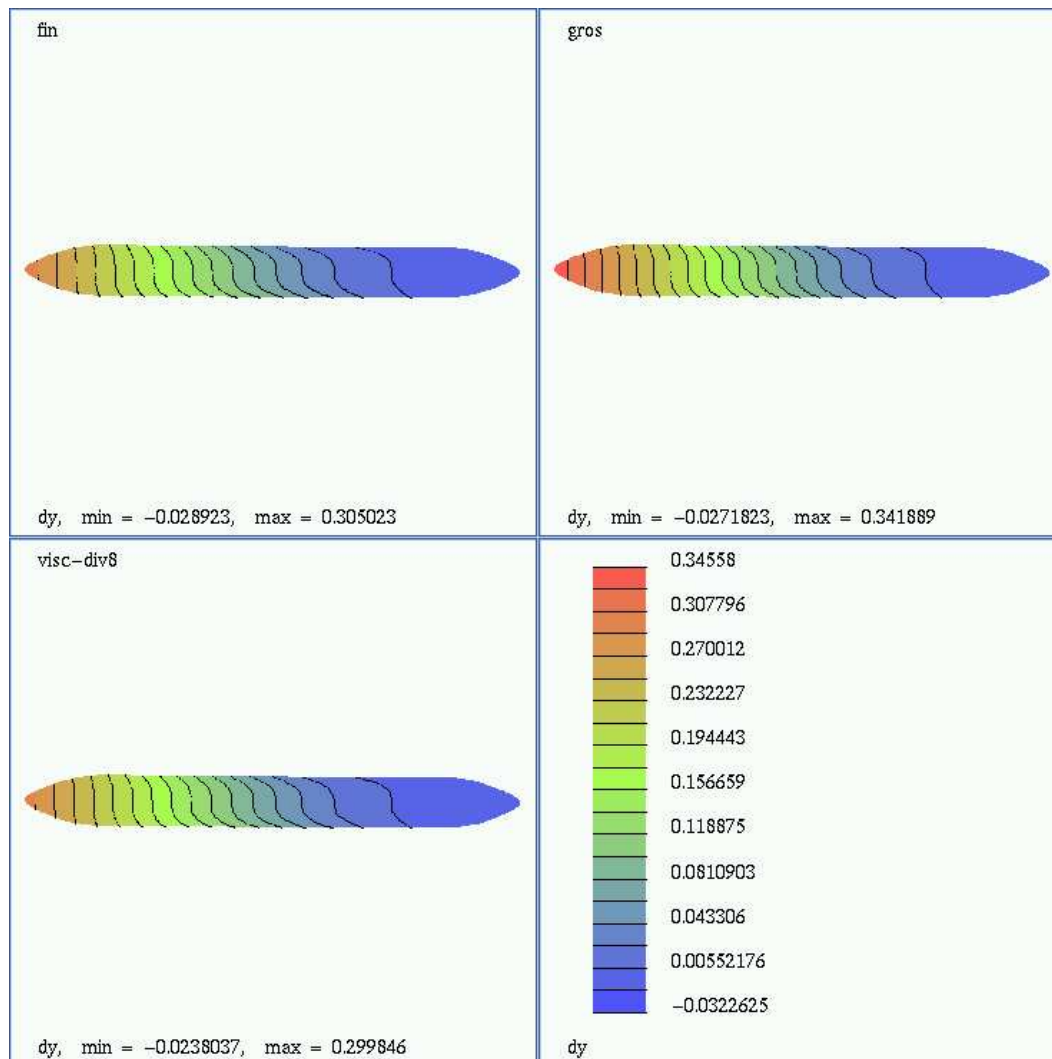 fin
gros
dy, min = −0.028923, max = 0.305023
dy, min = −0.0271823, max = 0.341889
visc−div8
0.34558
0.307796
0.270012
0.232227
0.194443
0.156659
0.118875
0.0810903
0.043306
0.00552176
−0.0322625
dy, min = −0.0238037, max = 0.299846
dy